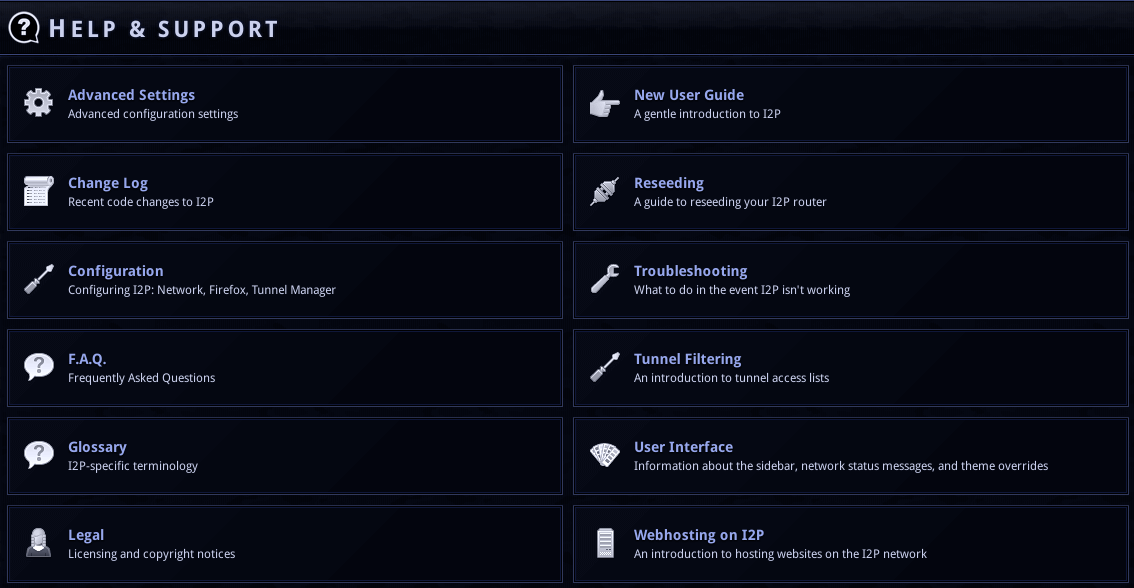 HELP & SUPPORT
Advanced Settings
Advanced configuration settings
New User Guide
A gentle introduction to I2P
Change Log
Recent code changes to I2P
Reseeding
A guide to reseeding your I2P router
Configuration
Configuring I2P: Network, Firefox, Tunnel Manager
Troubleshooting
What to do in the event I2P isn't working
F.A.Q.
Frequently Asked Questions
Tunnel Filtering
An introduction to tunnel access lists
Glossary
I2P-specific terminology
User Interface
Information about the sidebar, network status messages, and theme overrides
Legal
Licensing and copyright notices
Webhosting on I2P
An introduction to hosting websites on the I2P network